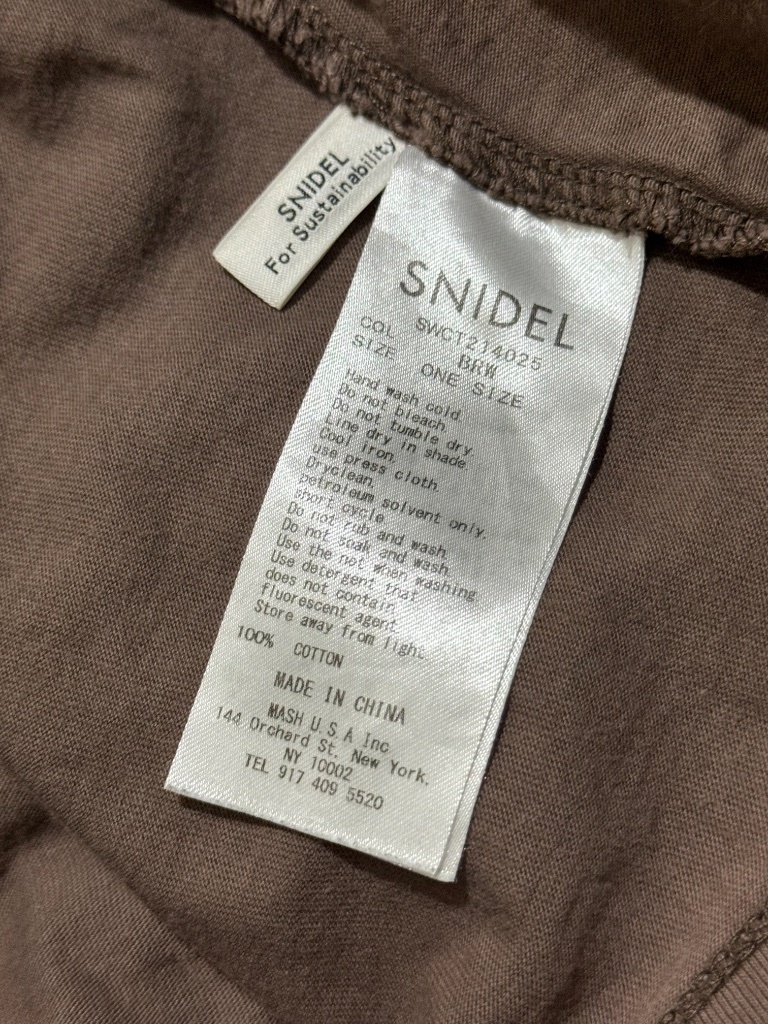 SNIDEL
For Sustainability
SNIDEL
SWCT214025
COL BRW
SIZE ONE SIZE
Hand wash cold.
Do not bleach.
Do not tumble dry.
Line dry in shade
Cool iron.
use press cloth.
Dryclean.
petroleum solvent only.
short cycle.
Do not rub and wash.
Do not soak and wash.
Use the net when washing.
Use detergent that
does not contain
fluorescent agent.
Store away from light.
100% COTTON
MADE IN CHINA
MASH U.S.A Inc
144 Orchard St, New York.
NY 10002
TEL 917 409 5520